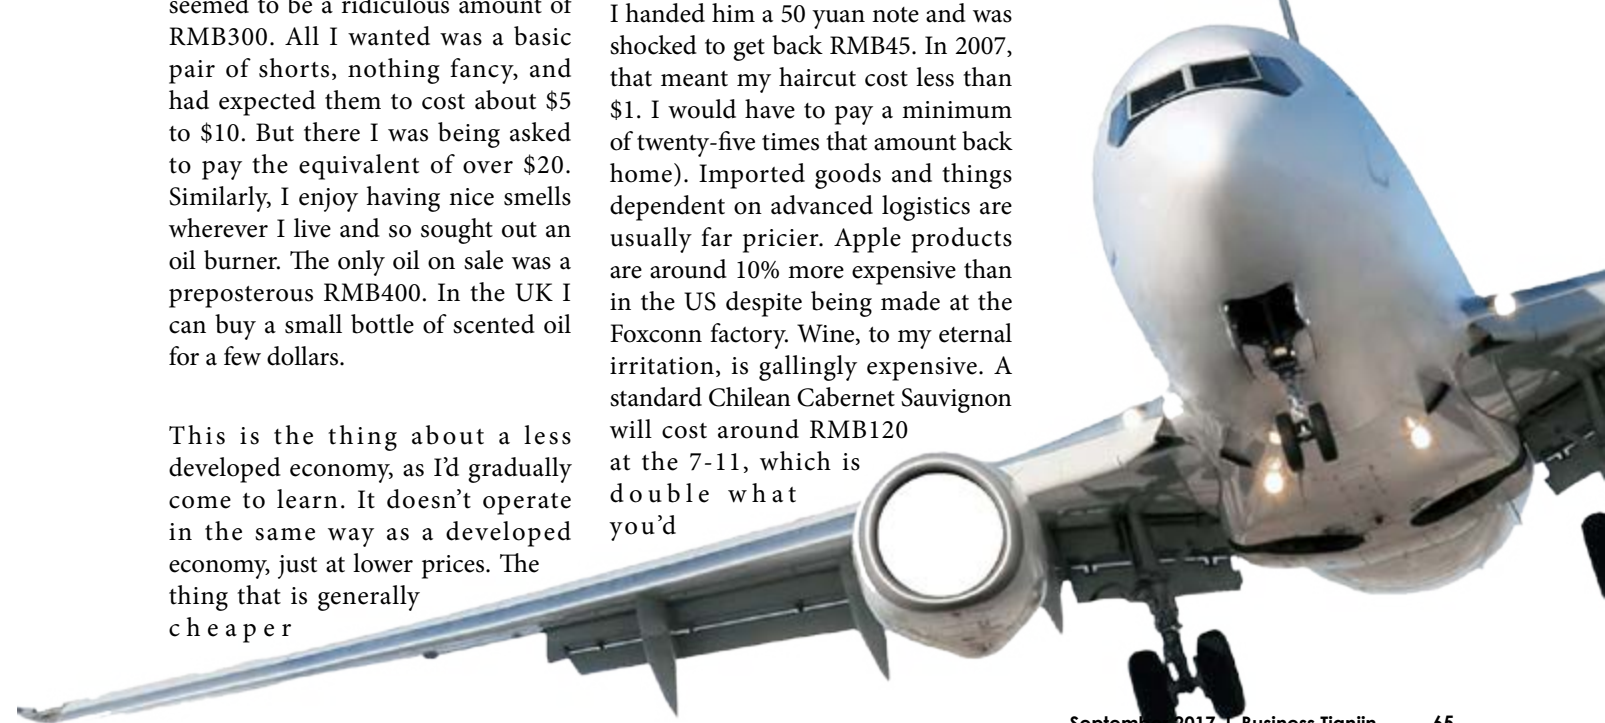 seemed to be a ridiculous amount of
RMB300. All I wanted was a basic
pair of shorts, nothing fancy, and
had expected them to cost about $5
to $10. But there I was being asked
to pay the equivalent of over $20.
Similarly, I enjoy having nice smells
wherever I live and so sought out an
oil burner. The only oil on sale was a
preposterous RMB400. In the UK I
can buy a small bottle of scented oil
for a few dollars.
This is the thing about a less
developed economy, as I’d gradually
come to learn. It doesn’t operate
in the same way as a developed
economy, just at lower prices. The
thing that is generally
cheaper
I handed him a 50 yuan note and was
shocked to get back RMB45. In 2007,
that meant my haircut cost less than
$1. I would have to pay a minimum
of twenty-five times that amount back
home). Imported goods and things
dependent on advanced logistics are
usually far pricier. Apple products
are around 10% more expensive than
in the US despite being made at the
Foxconn factory. Wine, to my eternal
irritation, is gallingly expensive. A
standard Chilean Cabernet Sauvignon
will cost around RMB120
at the 7-11, which is
double what
you’d
2017 | Business Tianjin 65